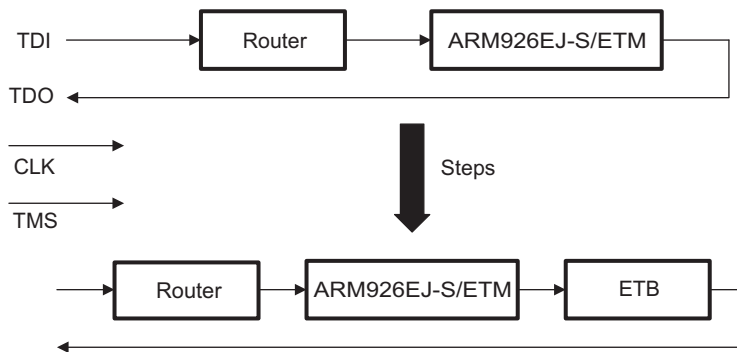 TDI
Router
ARM926EJ-S/ETM
TDO
CLK
Steps
TMS
Router
ARM926EJ-S/ETM
ETB